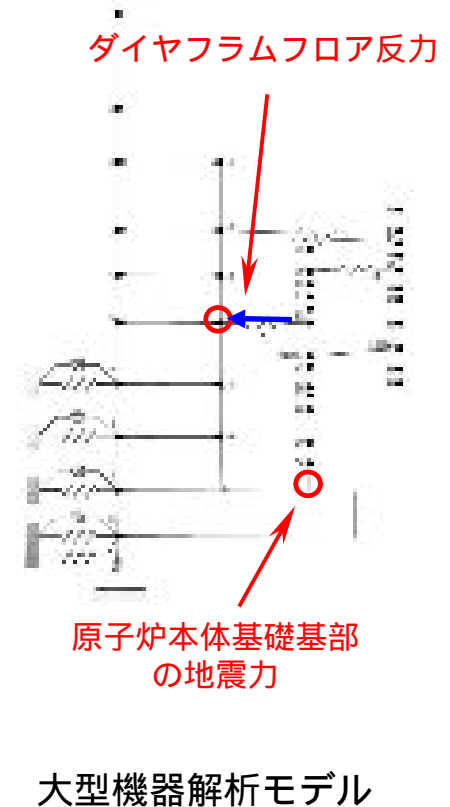 ダイヤフラムフロア反力
原子炉本体基礎基部
の地震力
大型機器解析モデル